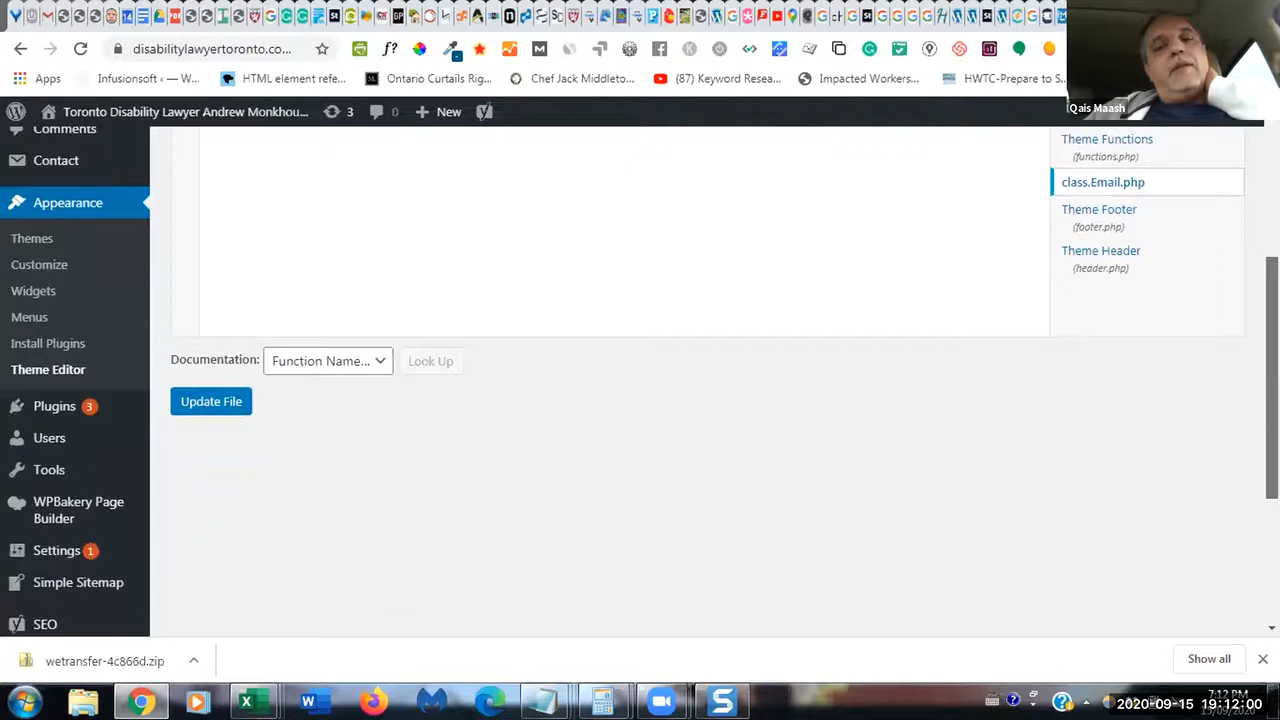 disabilitylawyertoronto.co...
f?
Apps
Infusionsoft ‹ — W...
HTML element refe...
Ontario Curtails Rig...
Chef Jack Middleto...
(87) Keyword Resea...
Impacted Workers...
HWTC-Prepare to S...
Qais Maash
Toronto Disability Lawyer Andrew Monkhou...
3
0
New
Comments
Contact
Appearance
Themes
Customize
Widgets
Menus
Install Plugins
Theme Editor
Plugins 3
Users
Tools
WPBakery Page
Builder
Settings 1
Simple Sitemap
SEO
Theme Functions
(functions.php)
class.Email.php
Theme Footer
(footer.php)
Theme Header
(header.php)
Documentation: Function Name... Look Up
Update File
wetransfer-4c866d.zip
Show all
7:12 PM
2020-09-15 19:12:00